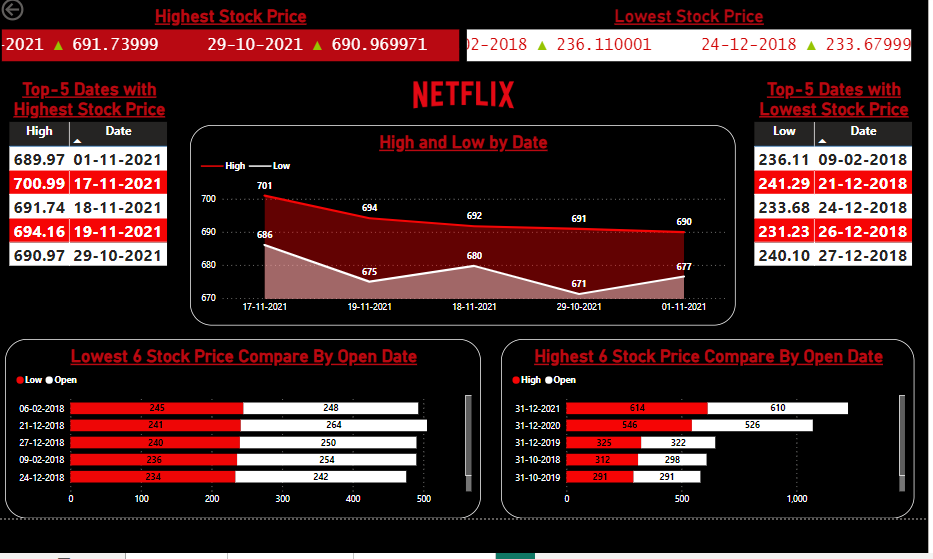 Highest Stock Price
Lowest Stock Price
-2021 ▲ 691.73999 29-10-2021 ▲ 690.969971
02-2018 ▲ 236.110001 24-12-2018 ▲ 233.67999
Top-5 Dates with
Highest Stock Price
High Date
689.97 01-11-2021
700.99 17-11-2021
691.74 18-11-2021
694.16 19-11-2021
690.97 29-10-2021
NETFLIX
High and Low by Date
High Low
700
690
680
670
701
694
692
691
690
686
675
680
671
677
17-11-2021
19-11-2021
18-11-2021
29-10-2021
01-11-2021
Top-5 Dates with
Lowest Stock Price
Low Date
236.11 09-02-2018
241.29 21-12-2018
233.68 24-12-2018
231.23 26-12-2018
240.10 27-12-2018
Lowest 6 Stock Price Compare By Open Date
Low Open
06-02-2018 245 248
21-12-2018 241 264
27-12-2018 240 250
09-02-2018 236 254
24-12-2018 234 242
0 100 200 300 400 500
Highest 6 Stock Price Compare By Open Date
High Open
31-12-2021 614 610
31-12-2020 546 526
31-12-2019 325 322
31-10-2018 312 298
31-10-2019 291 291
0 500 1,000